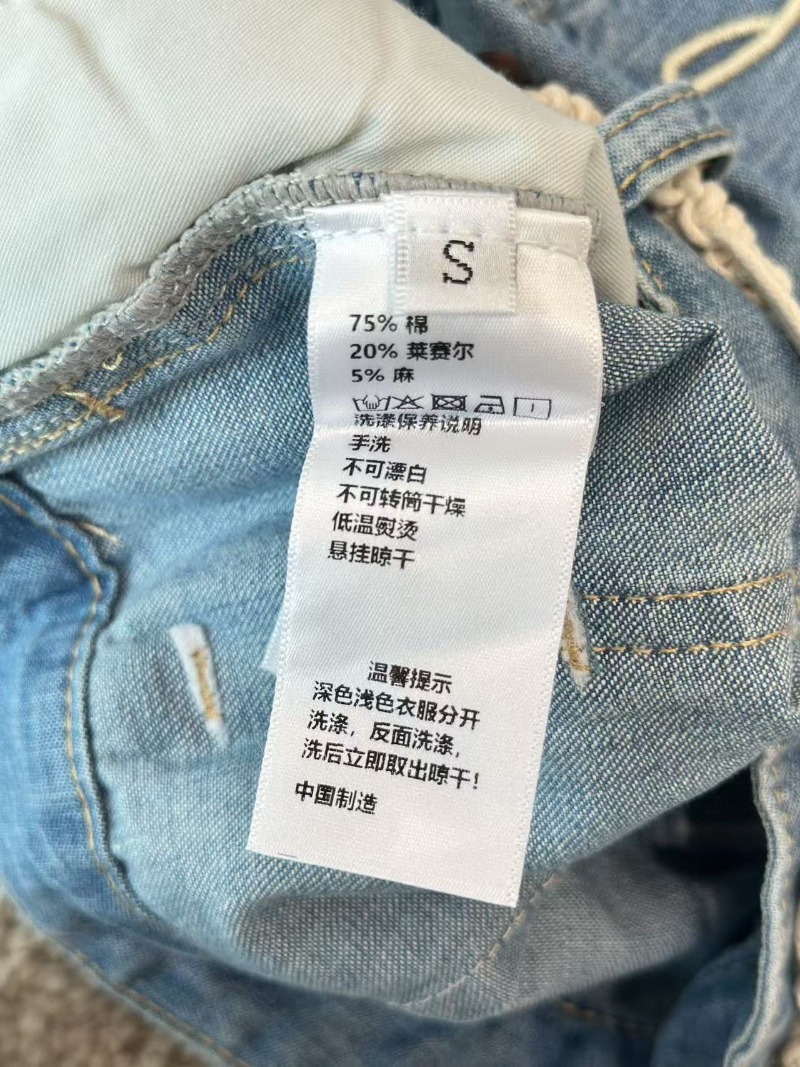 S
75% 棉
20% 莱赛尔
5% 麻
洗涤保养说明
手洗
不可漂白
不可转筒干燥
低温熨烫
悬挂晾干
温馨提示
深色浅色衣服分开
洗涤，反面洗涤，
洗后立即取出晾干！
中国制造